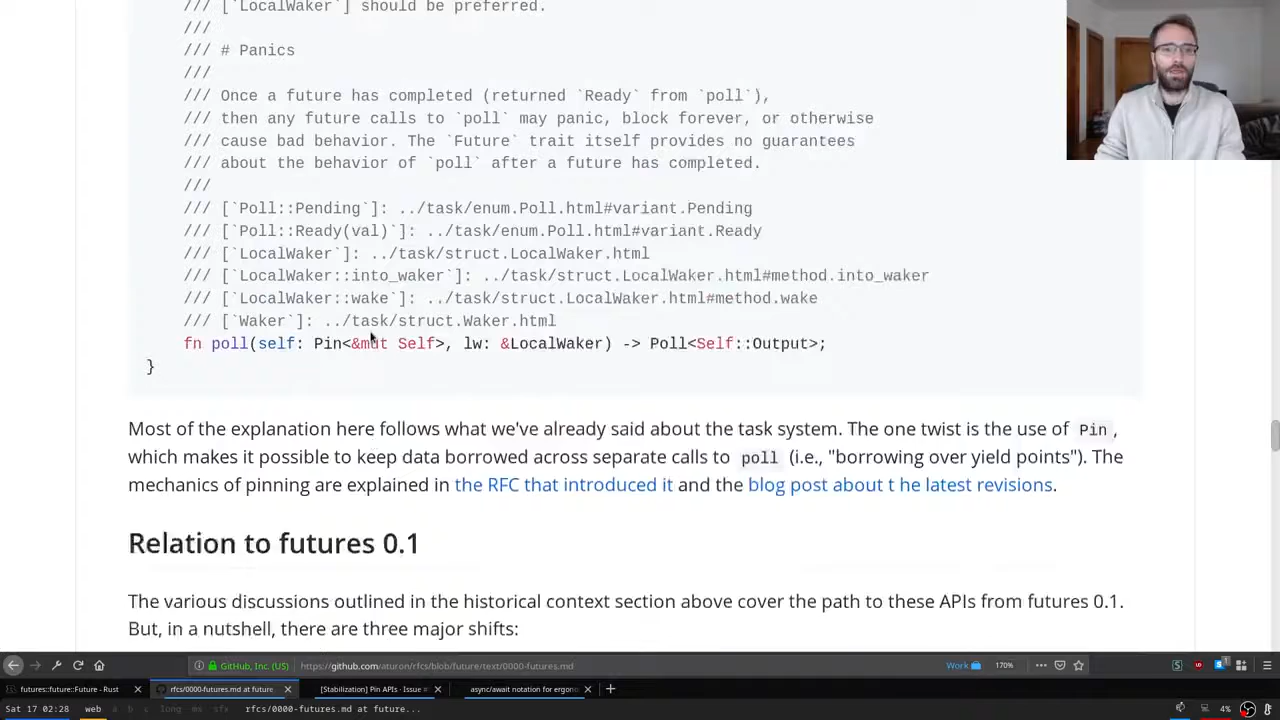 /// [`LocalWaker`] should be preferred.
///
/// # Panics
///
/// Once a future has completed (returned `Ready` from `poll`),
/// then any future calls to `poll` may panic, block forever, or otherwise
/// cause bad behavior. The `Future` trait itself provides no guarantees
/// about the behavior of `poll` after a future has completed.
///
/// [`Poll::Pending`]: ../task/enum.Poll.html#variant.Pending
/// [`Poll::Ready(val)`]: ../task/enum.Poll.html#variant.Ready
/// [`LocalWaker`]: ../task/struct.LocalWaker.html
/// [`LocalWaker::into_waker`]: ../task/struct.LocalWaker.html#method.into_waker
/// [`LocalWaker::wake`]: ../task/struct.LocalWaker.html#method.wake
/// [`Waker`]: ../task/struct.Waker.html
fn poll(self: Pin<&mut Self>, lw: &LocalWaker) -> Poll<Self::Output>;
}
Most of the explanation here follows what we've already said about the task system. The one twist is the use of Pin,
which makes it possible to keep data borrowed across separate calls to poll (i.e., "borrowing over yield points"). The
mechanics of pinning are explained in the RFC that introduced it and the blog post about t he latest revisions.
Relation to futures 0.1
The various discussions outlined in the historical context section above cover the path to these APIs from futures 0.1.
But, in a nutshell, there are three major shifts:
GitHub, Inc. (US) https://github.com/aturon/rfcs/blob/future/text/0000-futures.md Work 170%
futures::future::Future - Rust rfcs/0000-futures.md at future [Stabilization] Pin APIs · Issue # async/await notation for ergono
Sat 17 02:28 web a b c long ms sfx rfcs/0000-futures.md at future... 4%